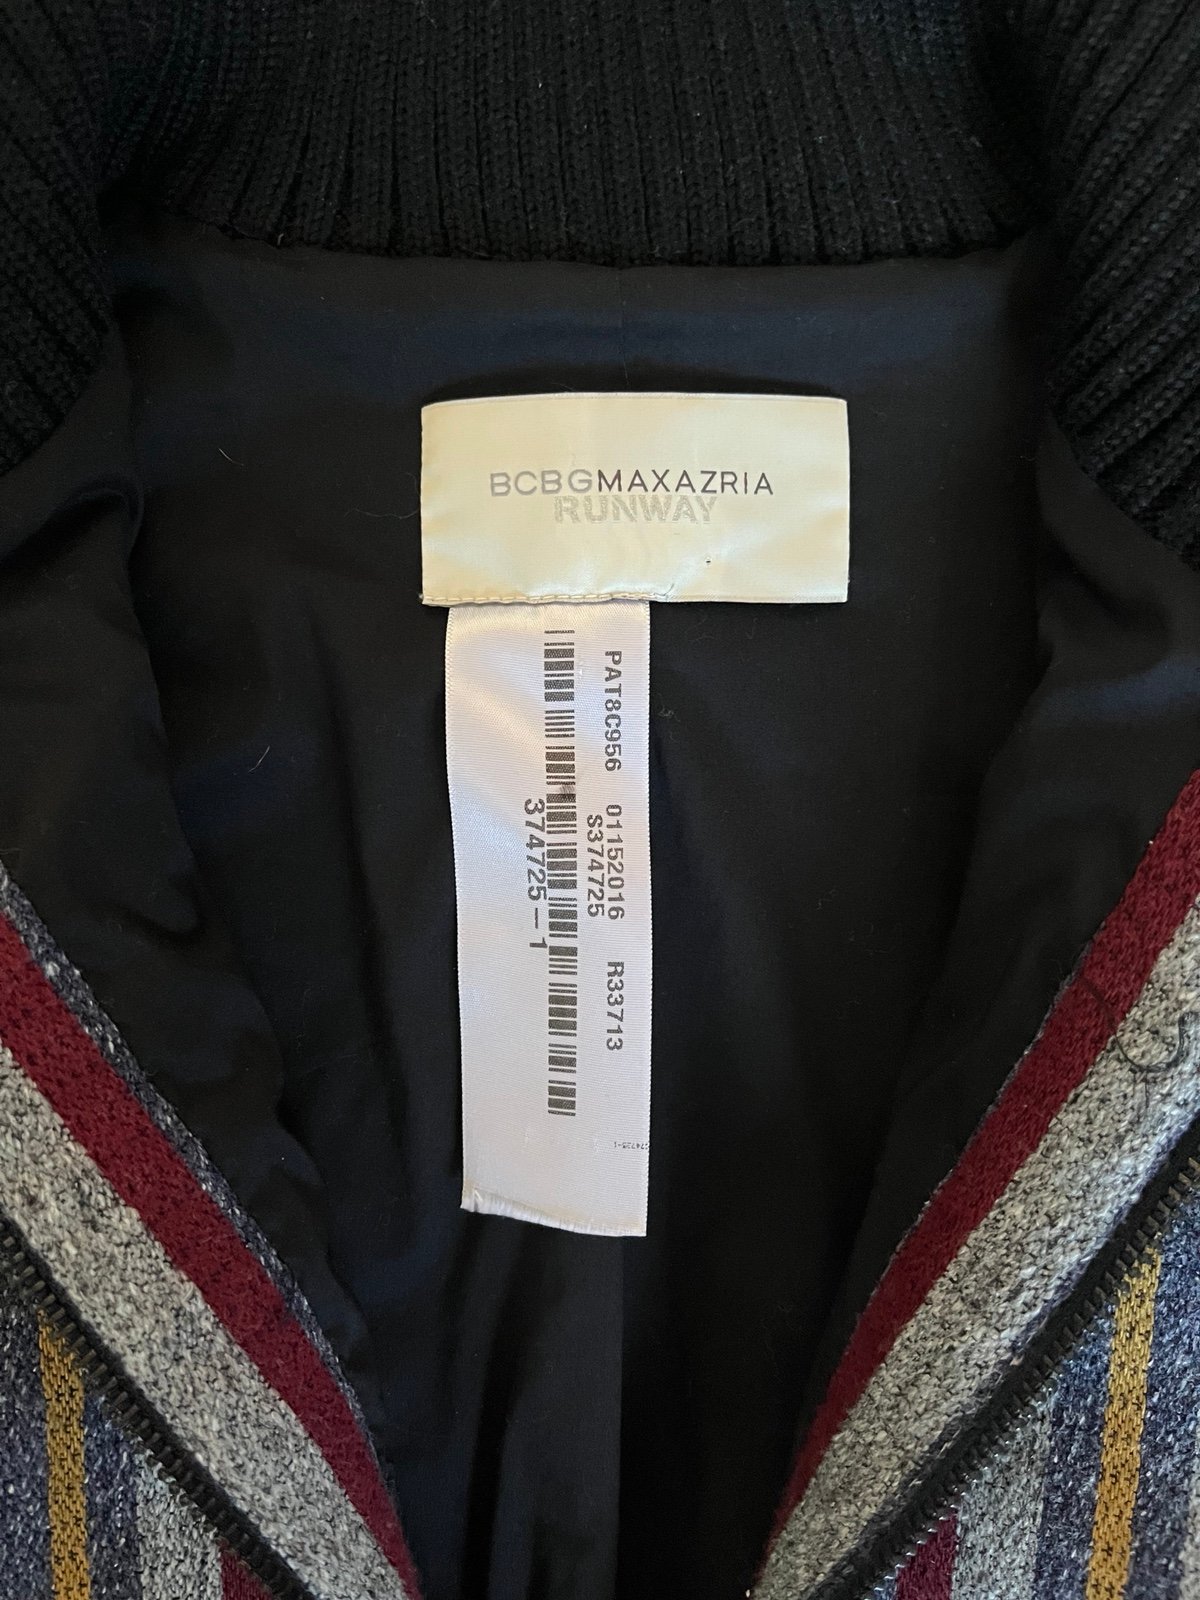 BCBGMAXAZRIA
RUNWAY
PAT8C956 01152016 R33713
S374725
374725-1